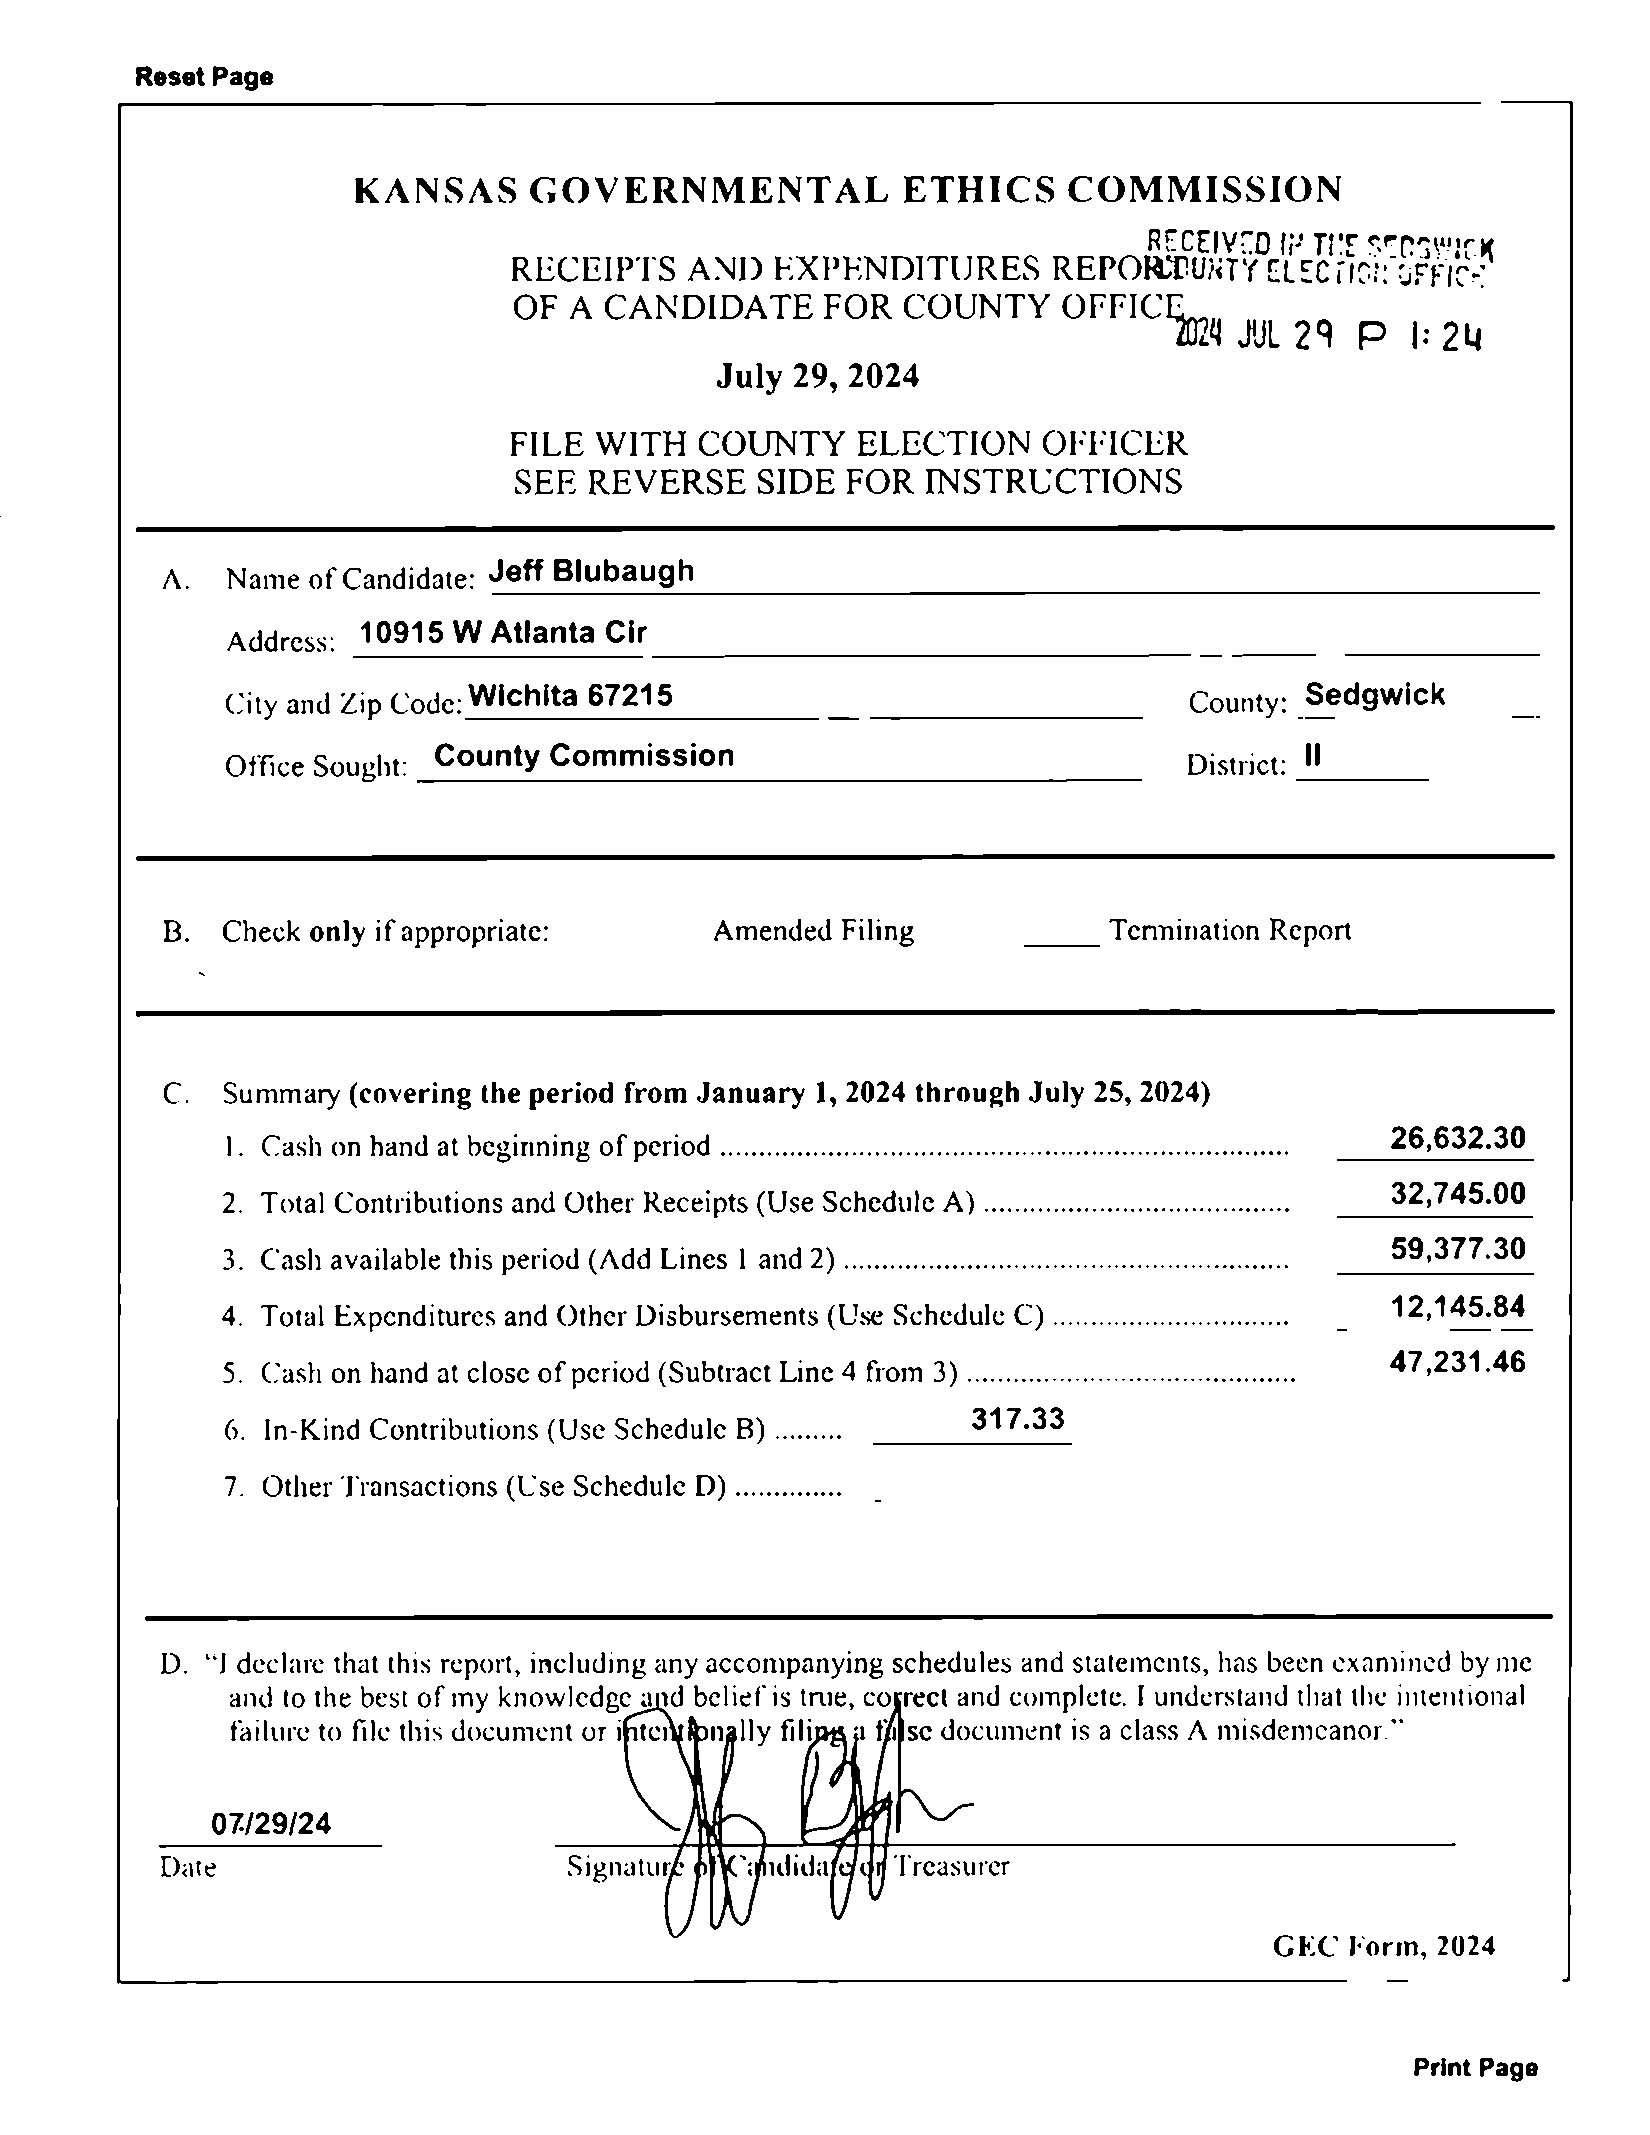 Reset Page
KANSAS GOVERNMENTAL ETHICS COMMISSION
RECEIVED IN THE SEDGWICK
RECEIPTS AND EXPENDITURES REPORT
COUNTY ELECTION OFFICE
OF A CANDIDATE FOR COUNTY OFFICE
2024 JUL 29 P 1:24
July 29, 2024
FILE WITH COUNTY ELECTION OFFICER
SEE REVERSE SIDE FOR INSTRUCTIONS
A. Name of Candidate: Jeff Blubaugh
Address: 10915 W Atlanta Cir
City and Zip Code: Wichita 67215 County: Sedgwick
Office Sought: County Commission District: II
B. Check only if appropriate: Amended Filing ____ Termination Report
C. Summary (covering the period from January 1, 2024 through July 25, 2024)
1. Cash on hand at beginning of period .......... 26,632.30
2. Total Contributions and Other Receipts (Use Schedule A) .......... 32,745.00
3. Cash available this period (Add Lines 1 and 2) .......... 59,377.30
4. Total Expenditures and Other Disbursements (Use Schedule C) .......... 12,145.84
5. Cash on hand at close of period (Subtract Line 4 from 3) .......... 47,231.46
6. In-Kind Contributions (Use Schedule B) ......... 317.33
7. Other Transactions (Use Schedule D) ..............
D. "I declare that this report, including any accompanying schedules and statements, has been examined by me
and to the best of my knowledge and belief is true, correct and complete. I understand that the intentional
failure to file this document or intentionally filing a false document is a class A misdemeanor."
07/29/24
Date Signature of Candidate or Treasurer
GEC Form, 2024
Print Page